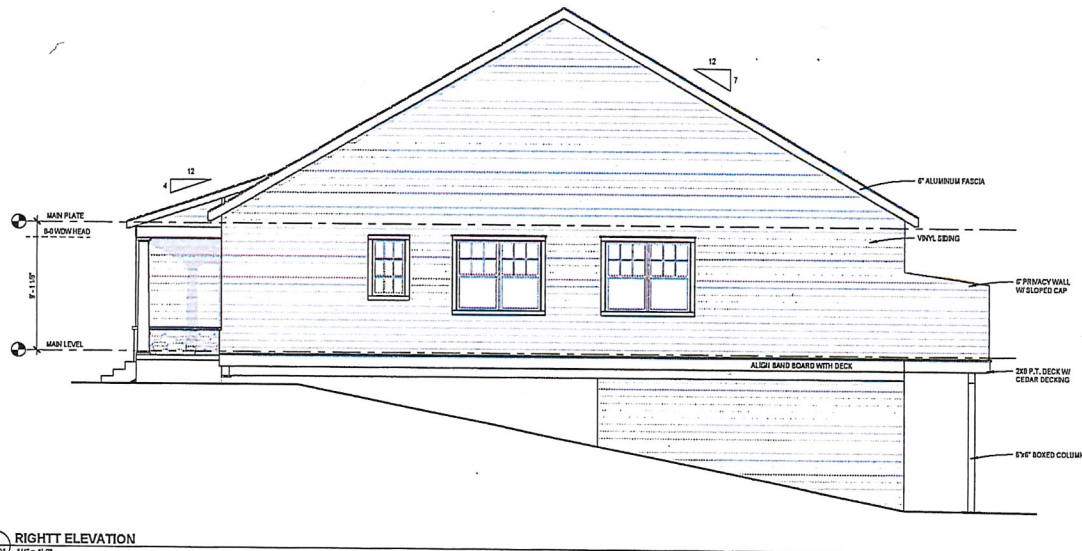 12
7
12
4
6" ALUMINUM FASCIA
MAIN PLATE
8-0 WDW HEAD
VINYL SIDING
9' - 1 1/2"
6' PRIVACY WALL
W/ SLOPED CAP
MAIN LEVEL
ALIGN BAND BOARD WITH DECK
2X8 P.T. DECK W/
CEDAR DECKING
6"x6" BOXED COLUMN
RIGHTT ELEVATION